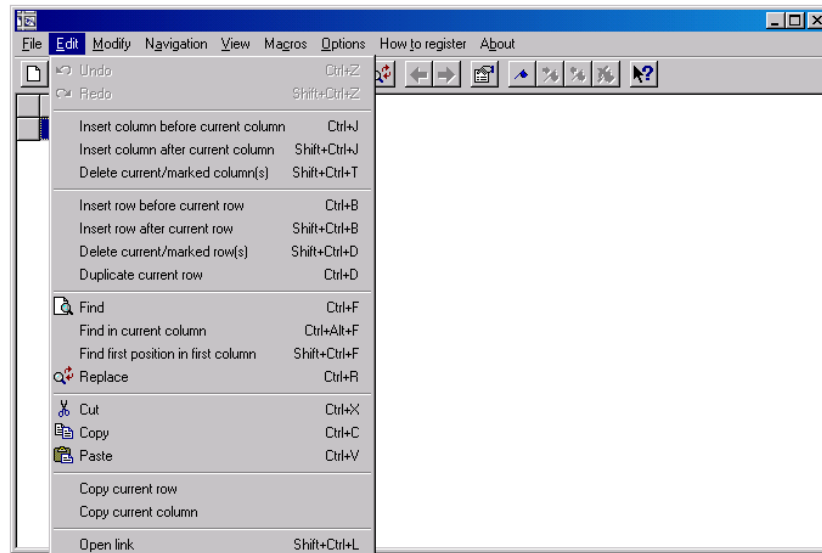 File Edit Modify Navigation View Macros Options How to register About
Undo Ctrl+Z
Redo Shift+Ctrl+Z
Insert column before current column Ctrl+J
Insert column after current column Shift+Ctrl+J
Delete current/marked column(s) Shift+Ctrl+T
Insert row before current row Ctrl+B
Insert row after current row Shift+Ctrl+B
Delete current/marked row(s) Shift+Ctrl+D
Duplicate current row Ctrl+D
Find Ctrl+F
Find in current column Ctrl+Alt+F
Find first position in first column Shift+Ctrl+F
Replace Ctrl+R
Cut Ctrl+X
Copy Ctrl+C
Paste Ctrl+V
Copy current row
Copy current column
Open link Shift+Ctrl+L